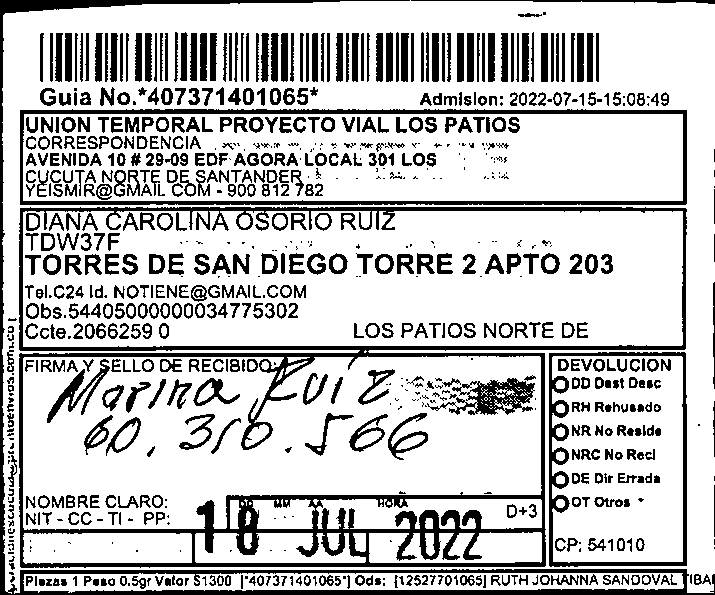 Guia No.*407371401065*
Admision: 2022-07-15-15:08:49
UNION TEMPORAL PROYECTO VIAL LOS PATIOS
CORRESPONDENCIA
AVENIDA 10 # 29-09 EDF AGORA LOCAL 301 LOS
CUCUTA NORTE DE SANTANDER
YEISMIR@GMAIL COM - 900 812 782
DIANA CAROLINA OSORIO RUIZ
TDW37F
TORRES DE SAN DIEGO TORRE 2 APTO 203
Tel.C24 Id. NOTIENE@GMAIL.COM
Obs.54405000000034775302
Ccte.2066259 0 LOS PATIOS NORTE DE
FIRMA Y SELLO DE RECIBIDO:
Marina Ruíz
60.310.566
DEVOLUCION
DD Dest Desc
RH Rehusado
NR No Reside
NRC No Recl
DE Dir Errada
OT Otros
NOMBRE CLARO:
NIT - CC - TI - PP:
DD MM AA HORA D+3
18 JUL 2022
CP: 541010
Piezas 1 Peso 0.5gr Valor $1300 [*407371401065*] Ods: [12527701065] RUTH JOHANNA SANDOVAL TIBA